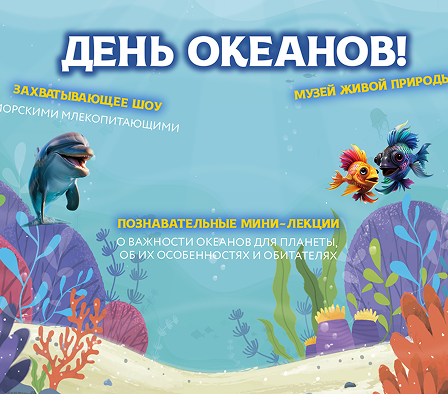 ДЕНЬ ОКЕАНОВ!
ЗАХВАТЫВАЮЩЕЕ ШОУ
МОРСКИМИ МЛЕКОПИТАЮЩИМИ
МУЗЕЙ ЖИВОЙ ПРИРОДЫ
ПОЗНАВАТЕЛЬНЫЕ МИНИ-ЛЕКЦИИ
О ВАЖНОСТИ ОКЕАНОВ ДЛЯ ПЛАНЕТЫ,
ОБ ИХ ОСОБЕННОСТЯХ И ОБИТАТЕЛЯХ